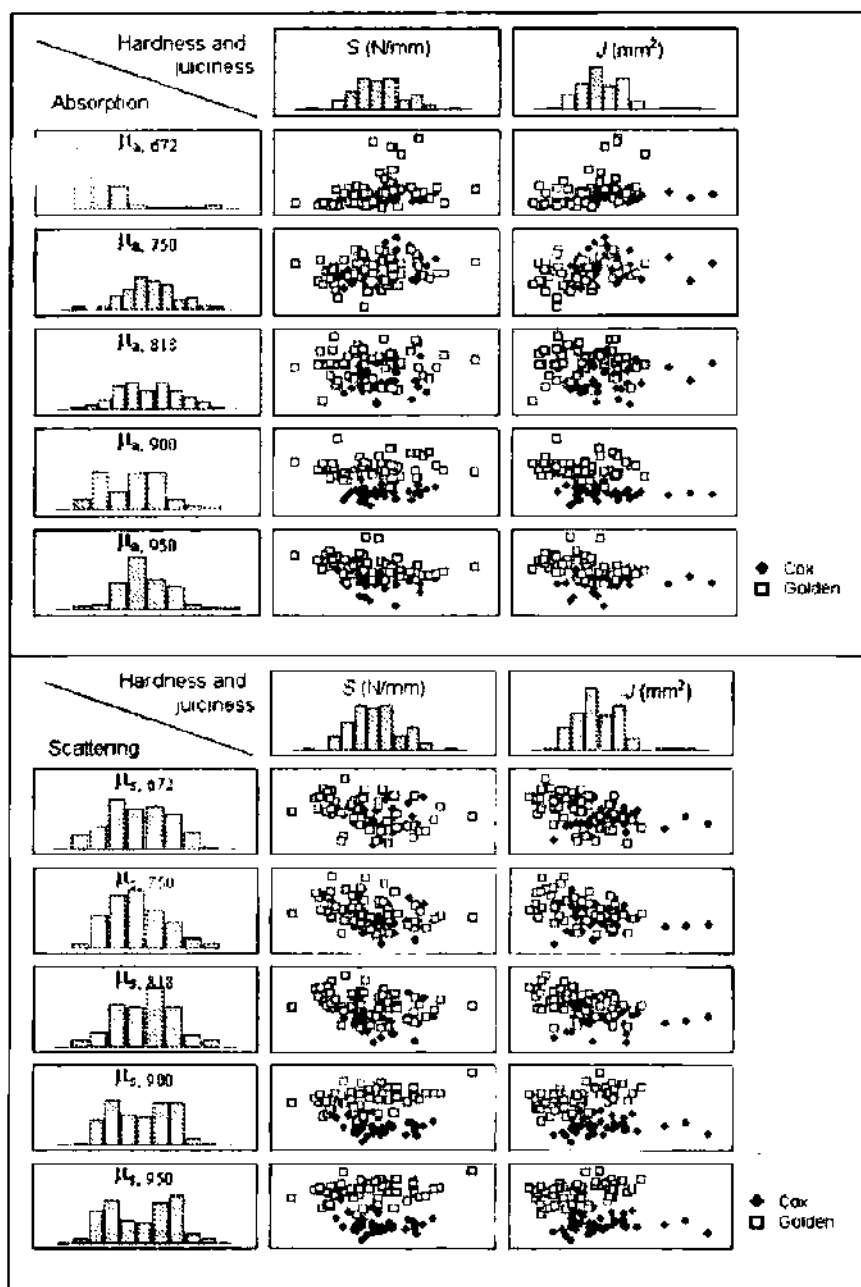 Hardness and
juiciness
Absorption
S (N/mm)
J (mm²)
μa, 672
μa, 750
μa, 818
μa, 900
μa, 950
Cox
Golden
Hardness and
juiciness
Scattering
S (N/mm)
J (mm²)
μs, 672
μs, 750
μs, 818
μs, 900
μs, 950
Cox
Golden